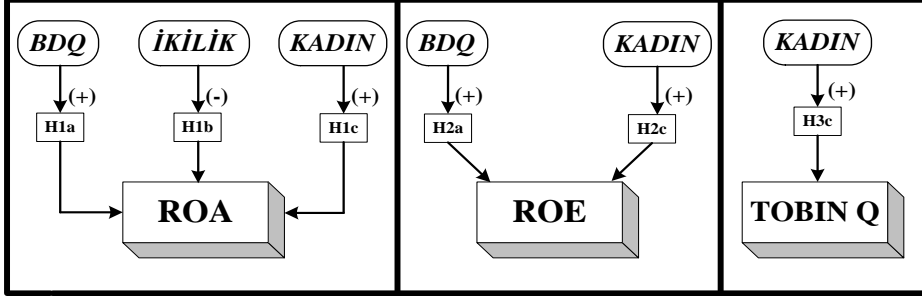 BDQ
İKİLİK
KADIN
(+)
(-)
(+)
H1a
H1b
H1c
ROA
BDQ
KADIN
(+)
(+)
H2a
H2c
ROE
KADIN
(+)
H3c
TOBIN Q